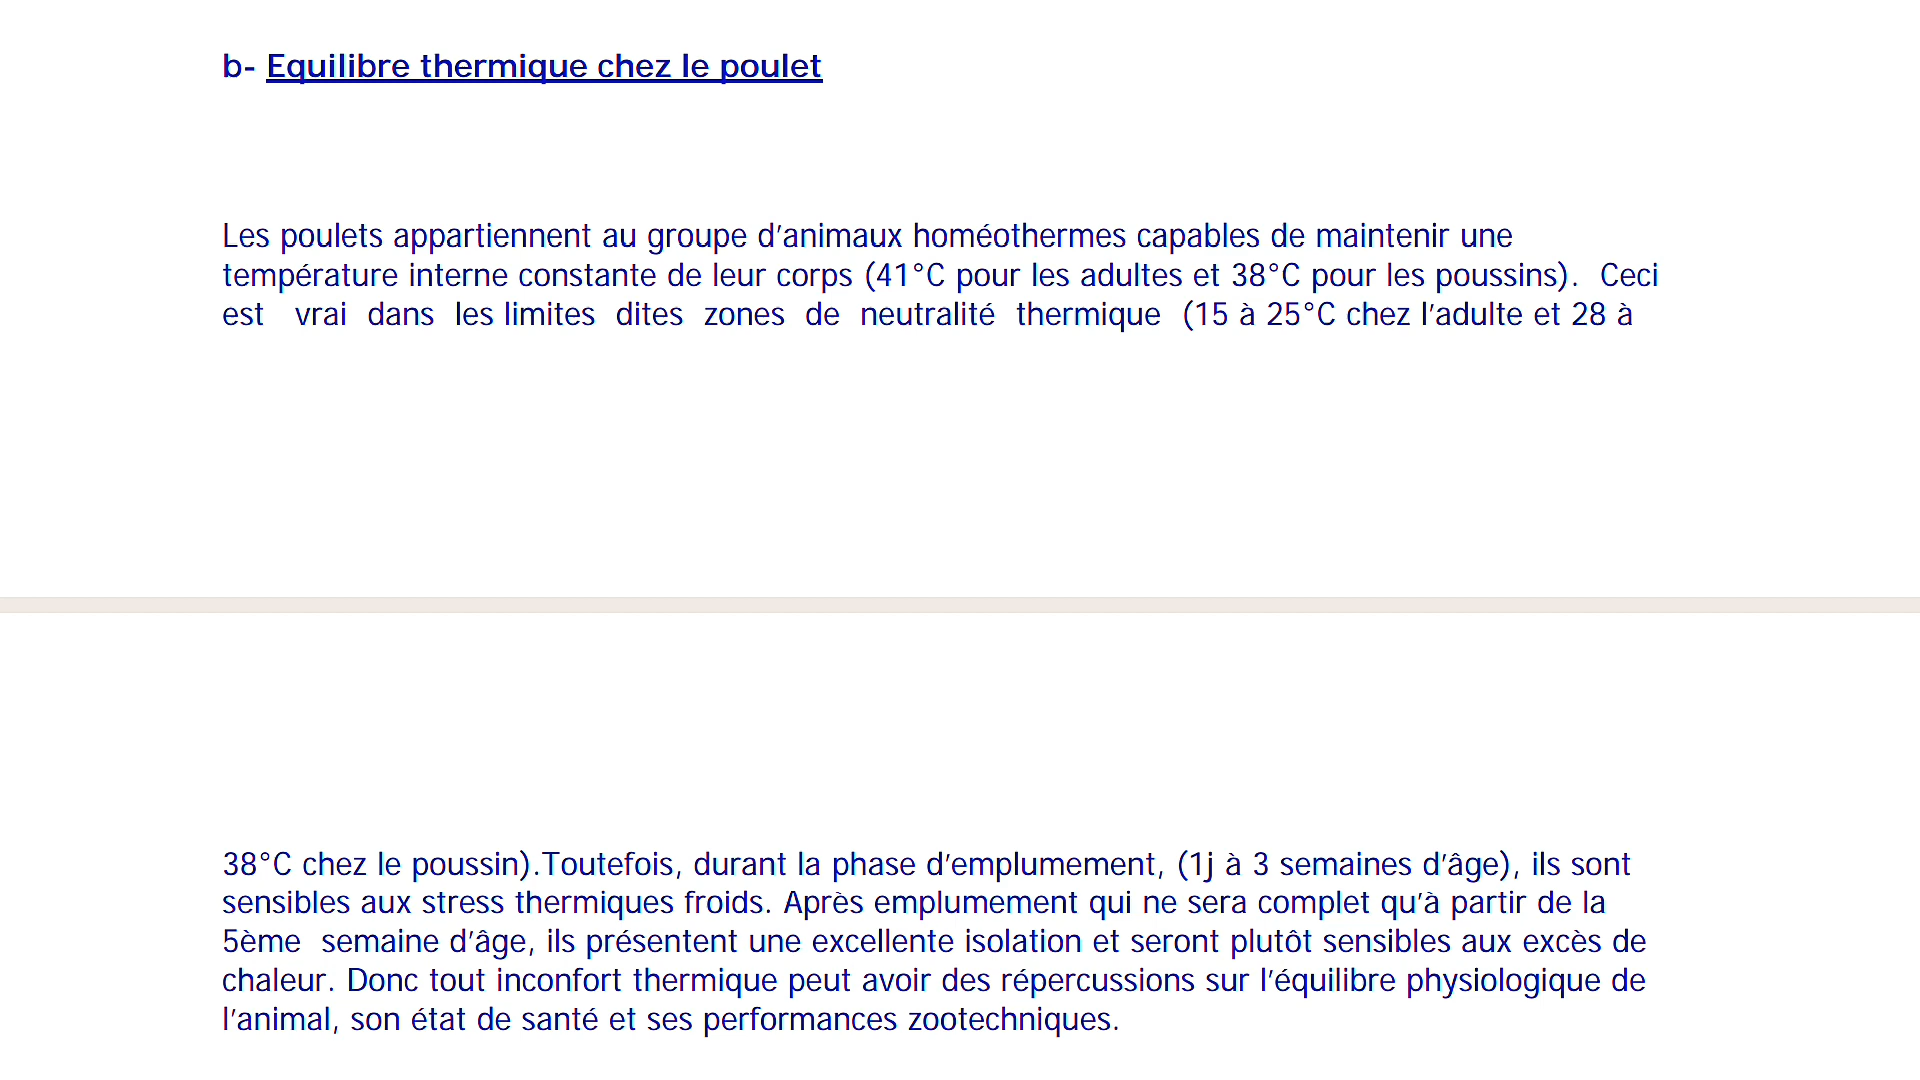 b- Equilibre thermique chez le poulet
Les poulets appartiennent au groupe d'animaux homéothermes capables de maintenir une
température interne constante de leur corps (41°C pour les adultes et 38°C pour les poussins). Ceci
est vrai dans les limites dites zones de neutralité thermique (15 à 25°C chez l'adulte et 28 à
38°C chez le poussin).Toutefois, durant la phase d'emplumement, (1j à 3 semaines d'âge), ils sont
sensibles aux stress thermiques froids. Après emplumement qui ne sera complet qu'à partir de la
5ème semaine d'âge, ils présentent une excellente isolation et seront plutôt sensibles aux excès de
chaleur. Donc tout inconfort thermique peut avoir des répercussions sur l'équilibre physiologique de
l'animal, son état de santé et ses performances zootechniques.